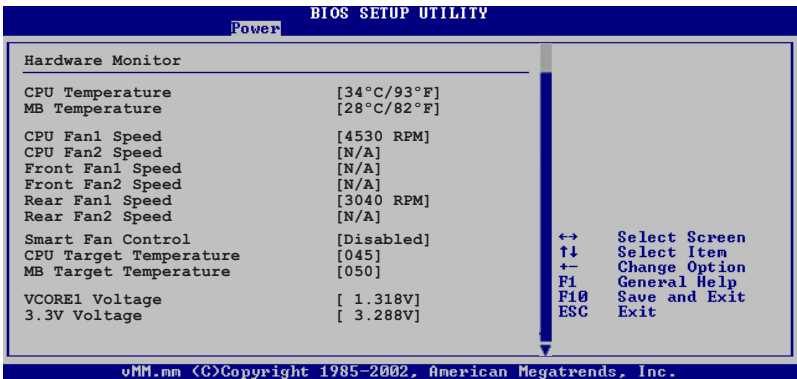 BIOS SETUP UTILITY
Power
Hardware Monitor
CPU Temperature [34°C/93°F]
MB Temperature [28°C/82°F]
CPU Fan1 Speed [4530 RPM]
CPU Fan2 Speed [N/A]
Front Fan1 Speed [N/A]
Front Fan2 Speed [N/A]
Rear Fan1 Speed [3040 RPM]
Rear Fan2 Speed [N/A]
Smart Fan Control [Disabled]
CPU Target Temperature [045]
MB Target Temperature [050]
VCORE1 Voltage [ 1.318V]
3.3V Voltage [ 3.288V]
←→ Select Screen
↑↓ Select Item
+- Change Option
F1 General Help
F10 Save and Exit
ESC Exit
vMM.mm (C)Copyright 1985-2002, American Megatrends, Inc.